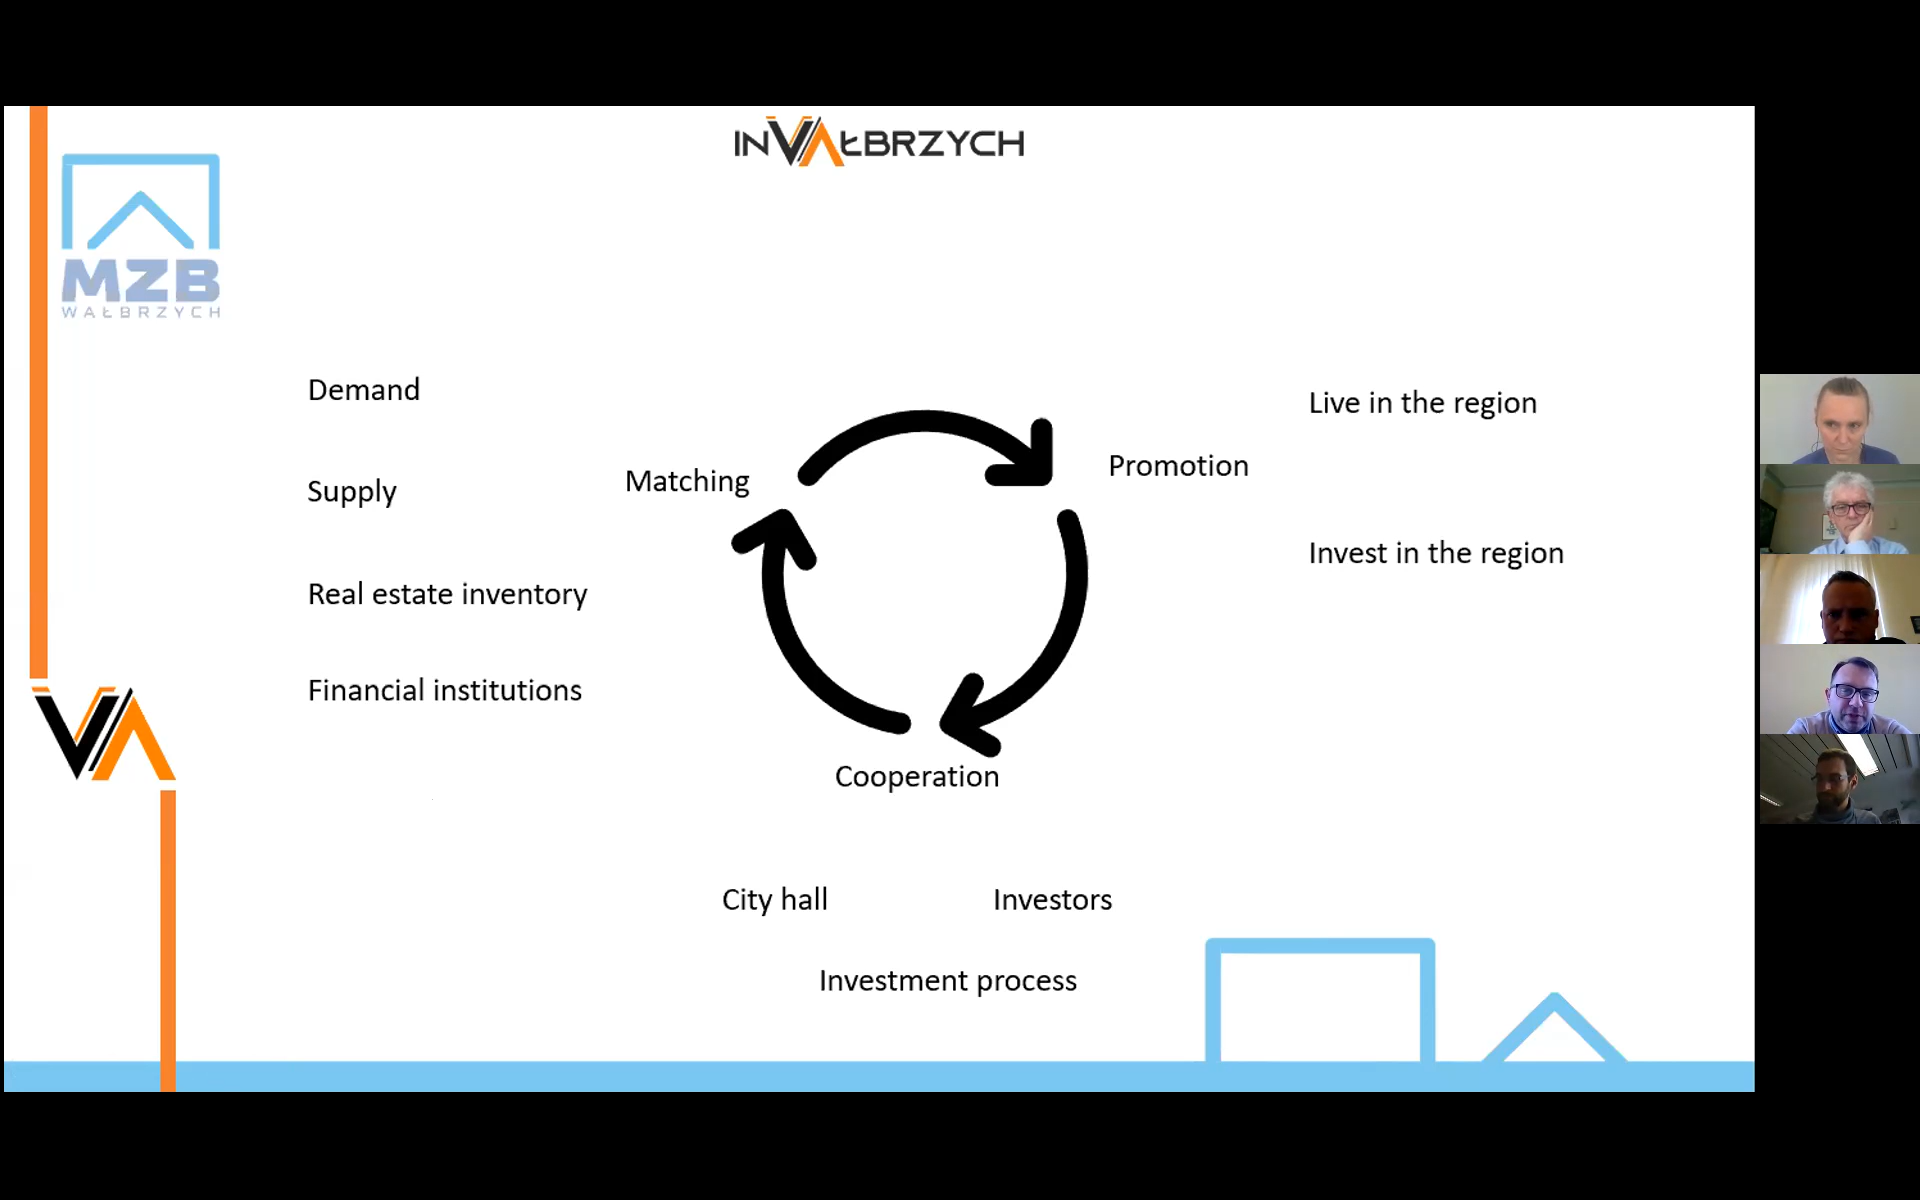 INWAŁBRZYCH
MZB
WAŁBRZYCH
Demand
Supply
Real estate inventory
Financial institutions
Matching
Promotion
Live in the region
Invest in the region
Cooperation
City hall
Investors
Investment process
WA